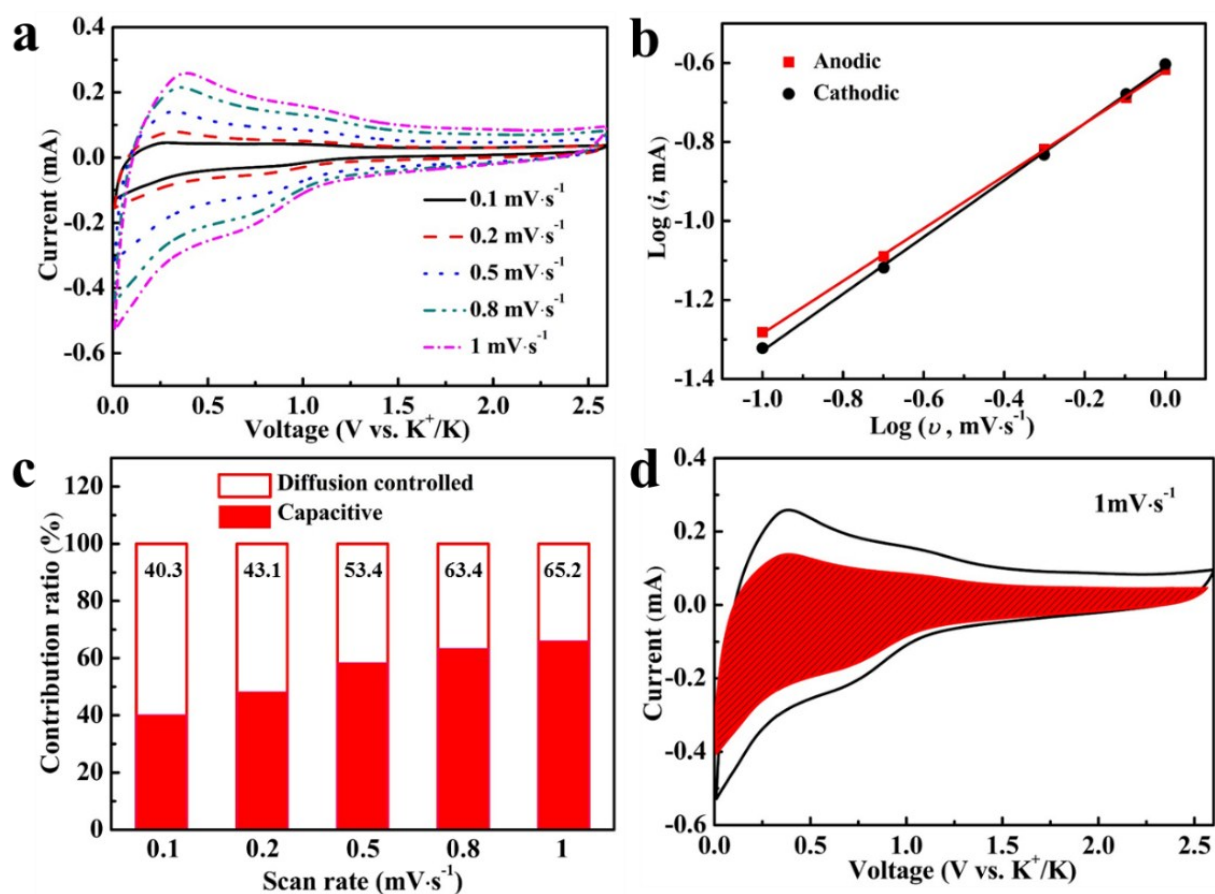 a
0.4
0.2
0.0
-0.2
-0.4
-0.6
Current (mA)
0.1 mV·s⁻¹
0.2 mV·s⁻¹
0.5 mV·s⁻¹
0.8 mV·s⁻¹
1 mV·s⁻¹
0.0 0.5 1.0 1.5 2.0 2.5
Voltage (V vs. K⁺/K)
b
-0.6
-0.8
-1.0
-1.2
-1.4
Log (i, mA)
Anodic
Cathodic
-1.0 -0.8 -0.6 -0.4 -0.2 0.0
Log (υ, mV·s⁻¹)
c
120
100
80
60
40
20
0
Contribution ratio (%)
Diffusion controlled
Capacitive
40.3 43.1 53.4 63.4 65.2
0.1 0.2 0.5 0.8 1
Scan rate (mV·s⁻¹)
d
0.4
0.2
0.0
-0.2
-0.4
-0.6
Current (mA)
1mV·s⁻¹
0.0 0.5 1.0 1.5 2.0 2.5
Voltage (V vs. K⁺/K)